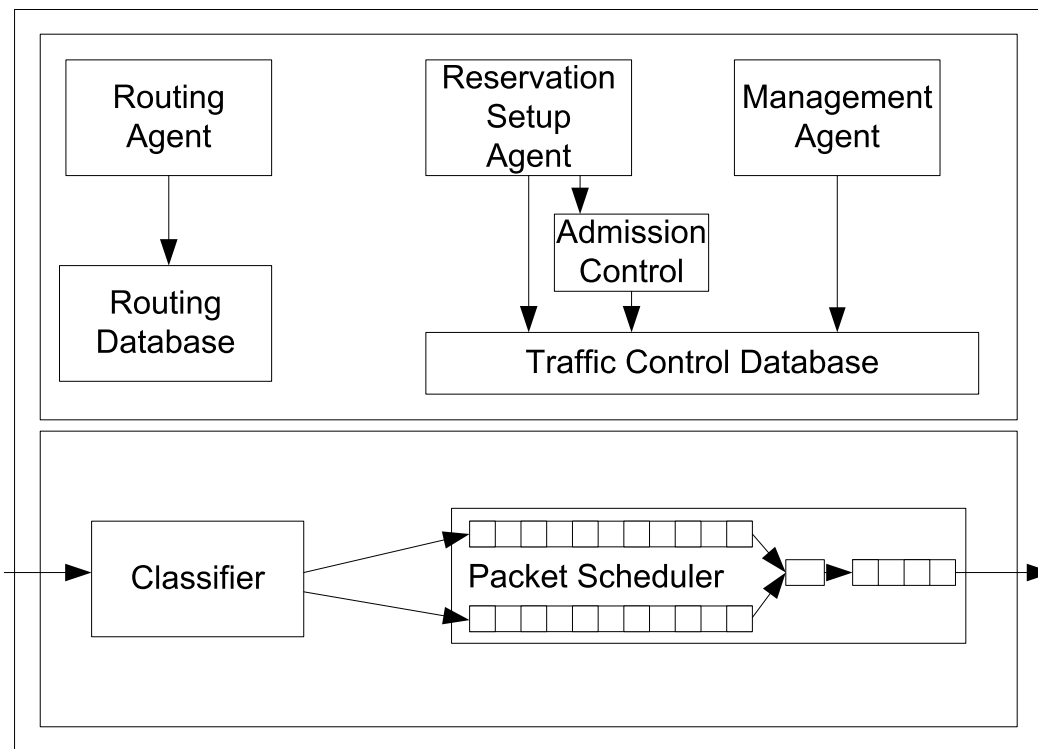 Routing
Agent
Reservation
Setup
Agent
Management
Agent
Admission
Control
Routing
Database
Traffic Control Database
Classifier
Packet Scheduler